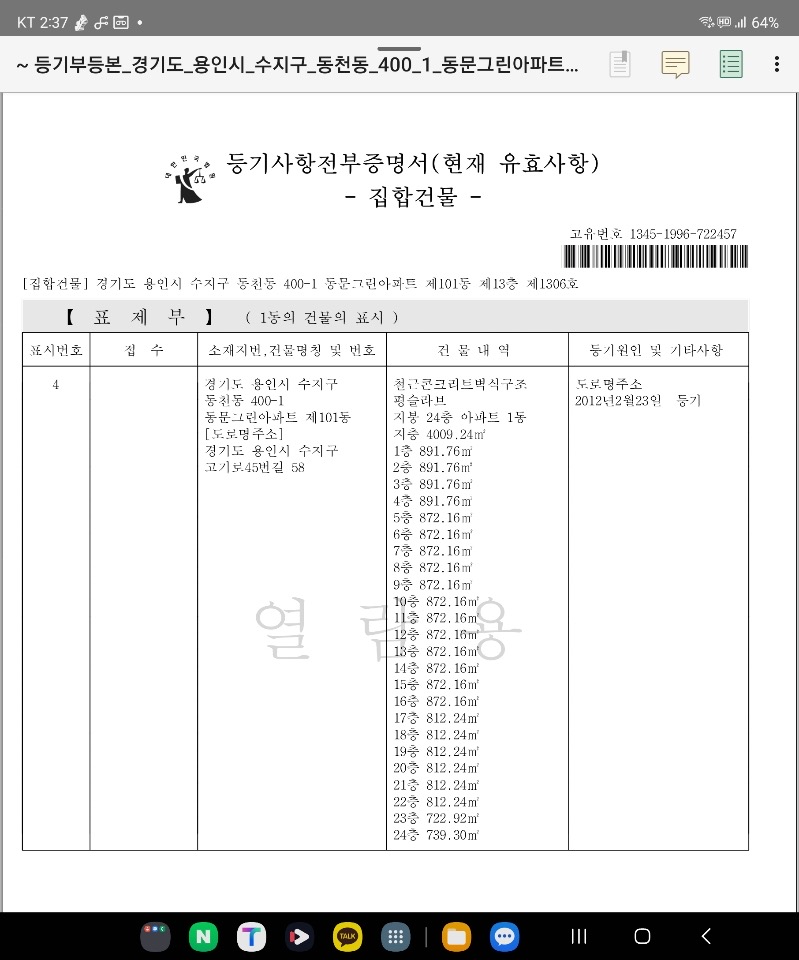 KT 2:37
HD 64%
~ 등기부등본_경기도_용인시_수지구_동천동_400_1_동문그린아파트...
대한민국법원
등기사항전부증명서(현재 유효사항)
- 집합건물 -
고유번호 1345-1996-722457
[집합건물] 경기도 용인시 수지구 동천동 400-1 동문그린아파트 제101동 제13층 제1306호
【 표 제 부 】 ( 1동의 건물의 표시 )
표시번호 접 수 소재지번,건물명칭 및 번호 건 물 내 역 등기원인 및 기타사항
4 경기도 용인시 수지구 철근콘크리트벽식구조 도로명주소
동천동 400-1 평슬라브 2012년2월23일 등기
동문그린아파트 제101동 지붕 24층 아파트 1동
[도로명주소] 지층 4009.24㎡
경기도 용인시 수지구 1층 891.76㎡
고기로45번길 58 2층 891.76㎡
3층 891.76㎡
4층 891.76㎡
5층 872.16㎡
6층 872.16㎡
7층 872.16㎡
8층 872.16㎡
9층 872.16㎡
10층 872.16㎡
11층 872.16㎡
12층 872.16㎡
13층 872.16㎡
14층 872.16㎡
15층 872.16㎡
16층 872.16㎡
17층 812.24㎡
18층 812.24㎡
19층 812.24㎡
20층 812.24㎡
21층 812.24㎡
22층 812.24㎡
23층 722.92㎡
24층 739.30㎡
열 람 용
N T TALK